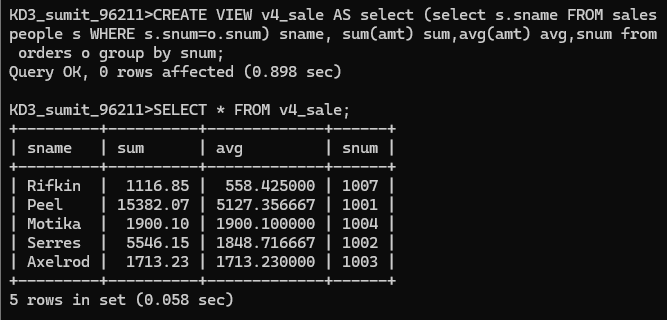 KD3_sumit_96211>CREATE VIEW v4_sale AS select (select s.sname FROM sales
people s WHERE s.snum=o.snum) sname, sum(amt) sum,avg(amt) avg,snum from
 orders o group by snum;
Query OK, 0 rows affected (0.898 sec)

KD3_sumit_96211>SELECT * FROM v4_sale;
+---------+----------+-------------+------+
| sname   | sum      | avg         | snum |
+---------+----------+-------------+------+
| Rifkin  |  1116.85 |  558.425000 | 1007 |
| Peel    | 15382.07 | 5127.356667 | 1001 |
| Motika  |  1900.10 | 1900.100000 | 1004 |
| Serres  |  5546.15 | 1848.716667 | 1002 |
| Axelrod |  1713.23 | 1713.230000 | 1003 |
+---------+----------+-------------+------+
5 rows in set (0.058 sec)